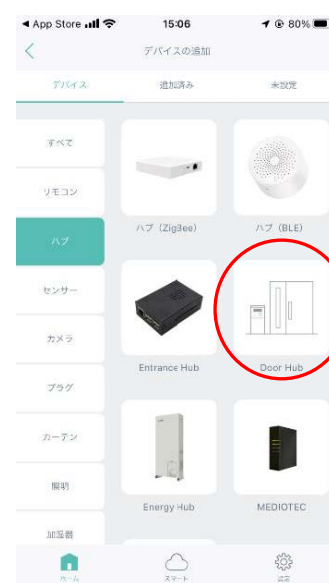 ◀ App Store 15:06 80%
デバイスの追加
デバイス 追加済み 未設定
すべて
リモコン
ハブ
センサー
カメラ
プラグ
カーテン
照明
加湿器
ハブ（ZigBee） ハブ（BLE）
Entrance Hub Door Hub
Energy Hub MEDIOTEC
ホーム スマート 設定